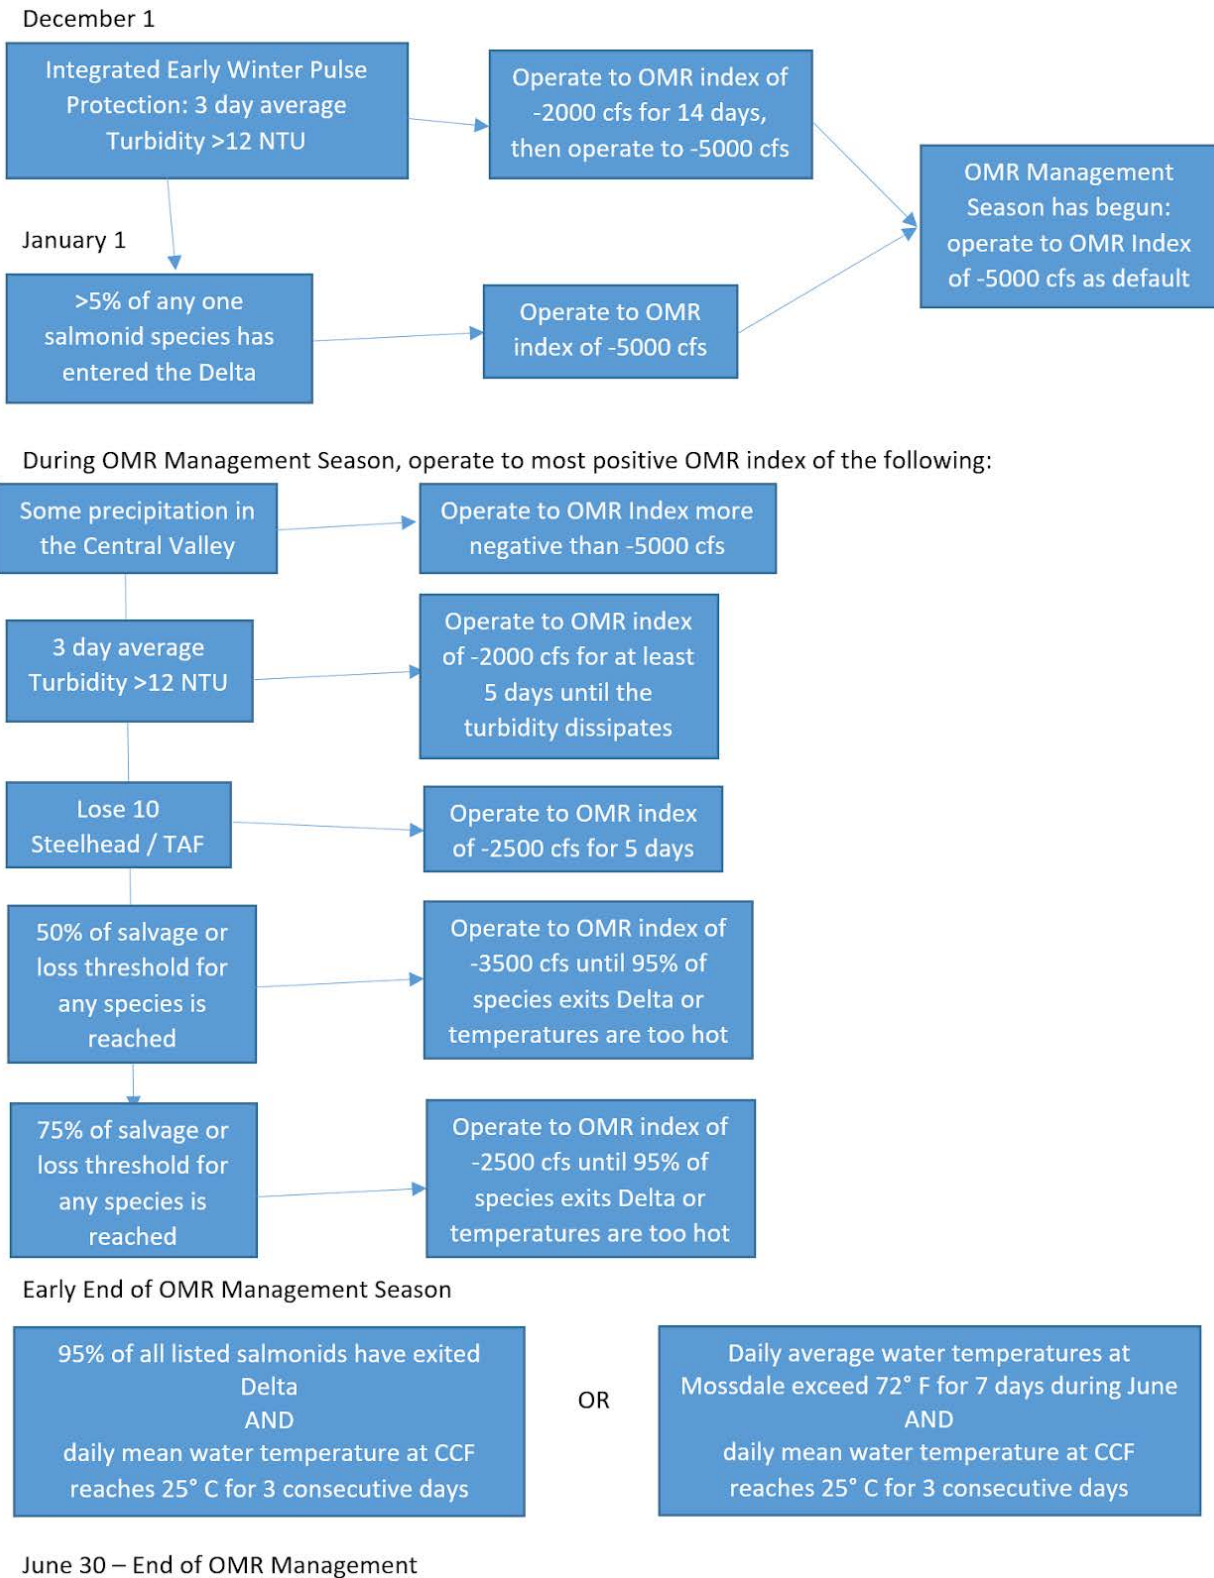 December 1
Integrated Early Winter Pulse
Protection: 3 day average
Turbidity >12 NTU
Operate to OMR index of
-2000 cfs for 14 days,
then operate to -5000 cfs
OMR Management
Season has begun:
operate to OMR Index
of -5000 cfs as default
January 1
>5% of any one
salmonid species has
entered the Delta
Operate to OMR
index of -5000 cfs
During OMR Management Season, operate to most positive OMR index of the following:
Some precipitation in
the Central Valley
Operate to OMR Index more
negative than -5000 cfs
3 day average
Turbidity >12 NTU
Operate to OMR index
of -2000 cfs for at least
5 days until the
turbidity dissipates
Lose 10
Steelhead / TAF
Operate to OMR index
of -2500 cfs for 5 days
50% of salvage or
loss threshold for
any species is
reached
Operate to OMR index of
-3500 cfs until 95% of
species exits Delta or
temperatures are too hot
75% of salvage or
loss threshold for
any species is
reached
Operate to OMR index of
-2500 cfs until 95% of
species exits Delta or
temperatures are too hot
Early End of OMR Management Season
95% of all listed salmonids have exited
Delta
AND
daily mean water temperature at CCF
reaches 25° C for 3 consecutive days
OR
Daily average water temperatures at
Mossdale exceed 72° F for 7 days during June
AND
daily mean water temperature at CCF
reaches 25° C for 3 consecutive days
June 30 – End of OMR Management